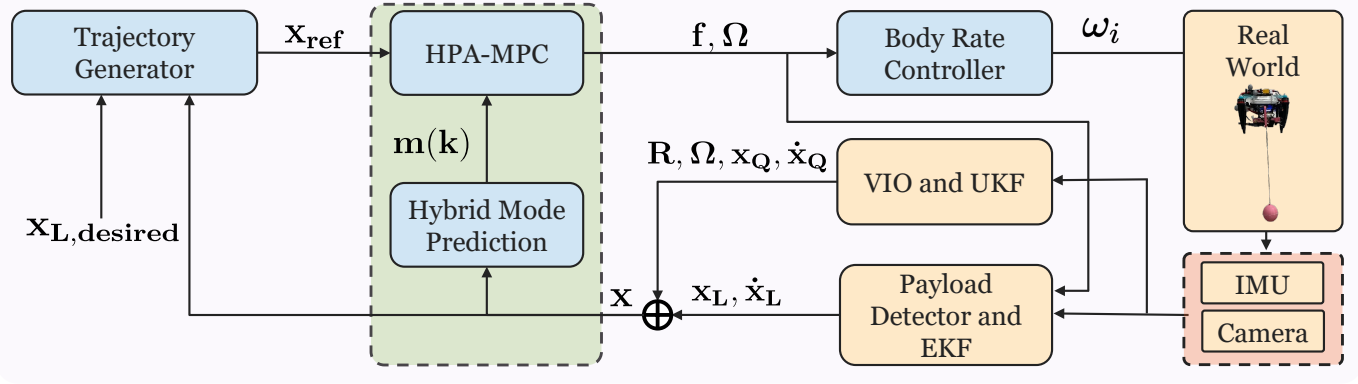 Trajectory
Generator
x_ref
HPA-MPC
f, Ω
Body Rate
Controller
ω_i
Real
World
m(k)
R, Ω, x_Q, ẋ_Q
VIO and UKF
x_L,desired
Hybrid Mode
Prediction
x
x_L, ẋ_L
Payload
Detector and
EKF
IMU
Camera